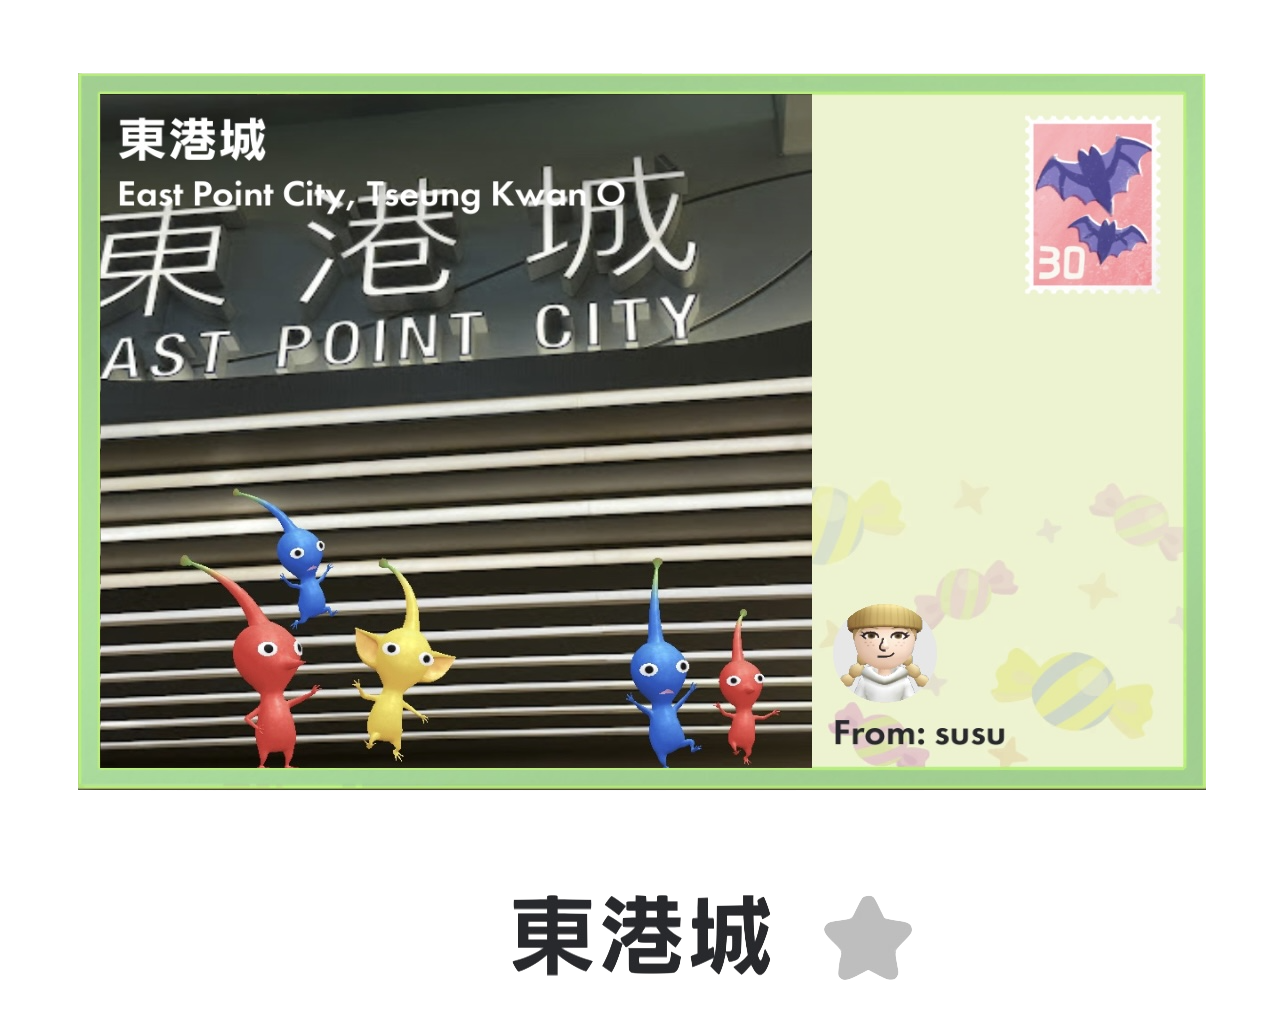 東港城
East Point City, Tseung Kwan O
東港城
AST POINT CITY
30
From: susu
東港城